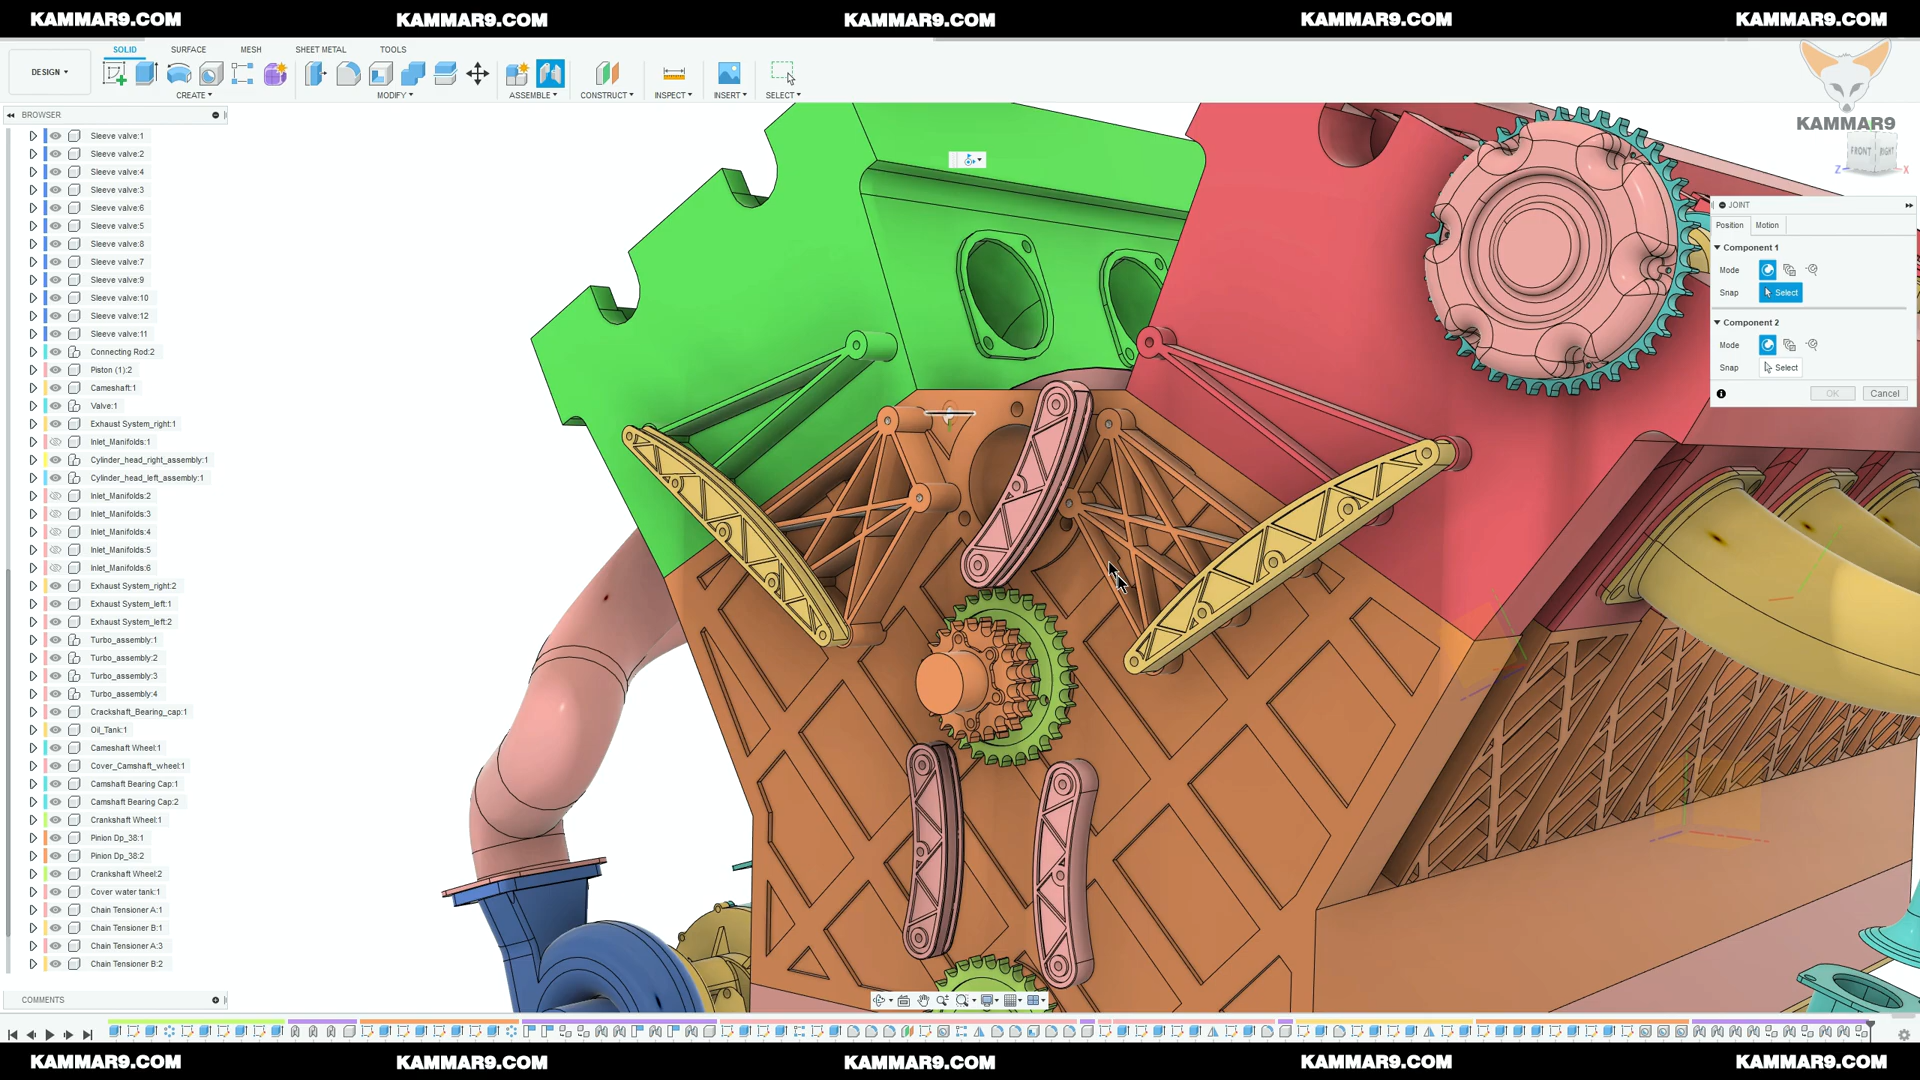 KAMMAR9.COM KAMMAR9.COM KAMMAR9.COM KAMMAR9.COM KAMMAR9.COM
SOLID SURFACE MESH SHEET METAL TOOLS
DESIGN
CREATE MODIFY ASSEMBLE CONSTRUCT INSPECT INSERT SELECT
KAMMAR9
FRONT RIGHT
Z X
BROWSER
Sleeve valve:1
Sleeve valve:2
Sleeve valve:4
Sleeve valve:3
Sleeve valve:6
Sleeve valve:5
Sleeve valve:8
Sleeve valve:7
Sleeve valve:9
Sleeve valve:10
Sleeve valve:12
Sleeve valve:11
Connecting Rod:2
Piston (1):2
Cameshaft:1
Valve:1
Exhaust System_right:1
Inlet_Manifolds:1
Cylinder_head_right_assembly:1
Cylinder_head_left_assembly:1
Inlet_Manifolds:2
Inlet_Manifolds:3
Inlet_Manifolds:4
Inlet_Manifolds:5
Inlet_Manifolds:6
Exhaust System_right:2
Exhaust System_left:1
Exhaust System_left:2
Turbo_assembly:1
Turbo_assembly:2
Turbo_assembly:3
Turbo_assembly:4
Crackshaft_Bearing_cap:1
Oil_Tank:1
Cameshaft Wheel:1
Cover_Camshaft_wheel:1
Camshaft Bearing Cap:1
Camshaft Bearing Cap:2
Crankshaft Wheel:1
Pinion Dp_38:1
Pinion Dp_38:2
Crankshaft Wheel:2
Cover water tank:1
Chain Tensioner A:1
Chain Tensioner B:1
Chain Tensioner A:3
Chain Tensioner B:2
COMMENTS
JOINT
Position Motion
Component 1
Mode
Snap Select
Component 2
Mode
Snap Select
OK Cancel
KAMMAR9.COM KAMMAR9.COM KAMMAR9.COM KAMMAR9.COM KAMMAR9.COM